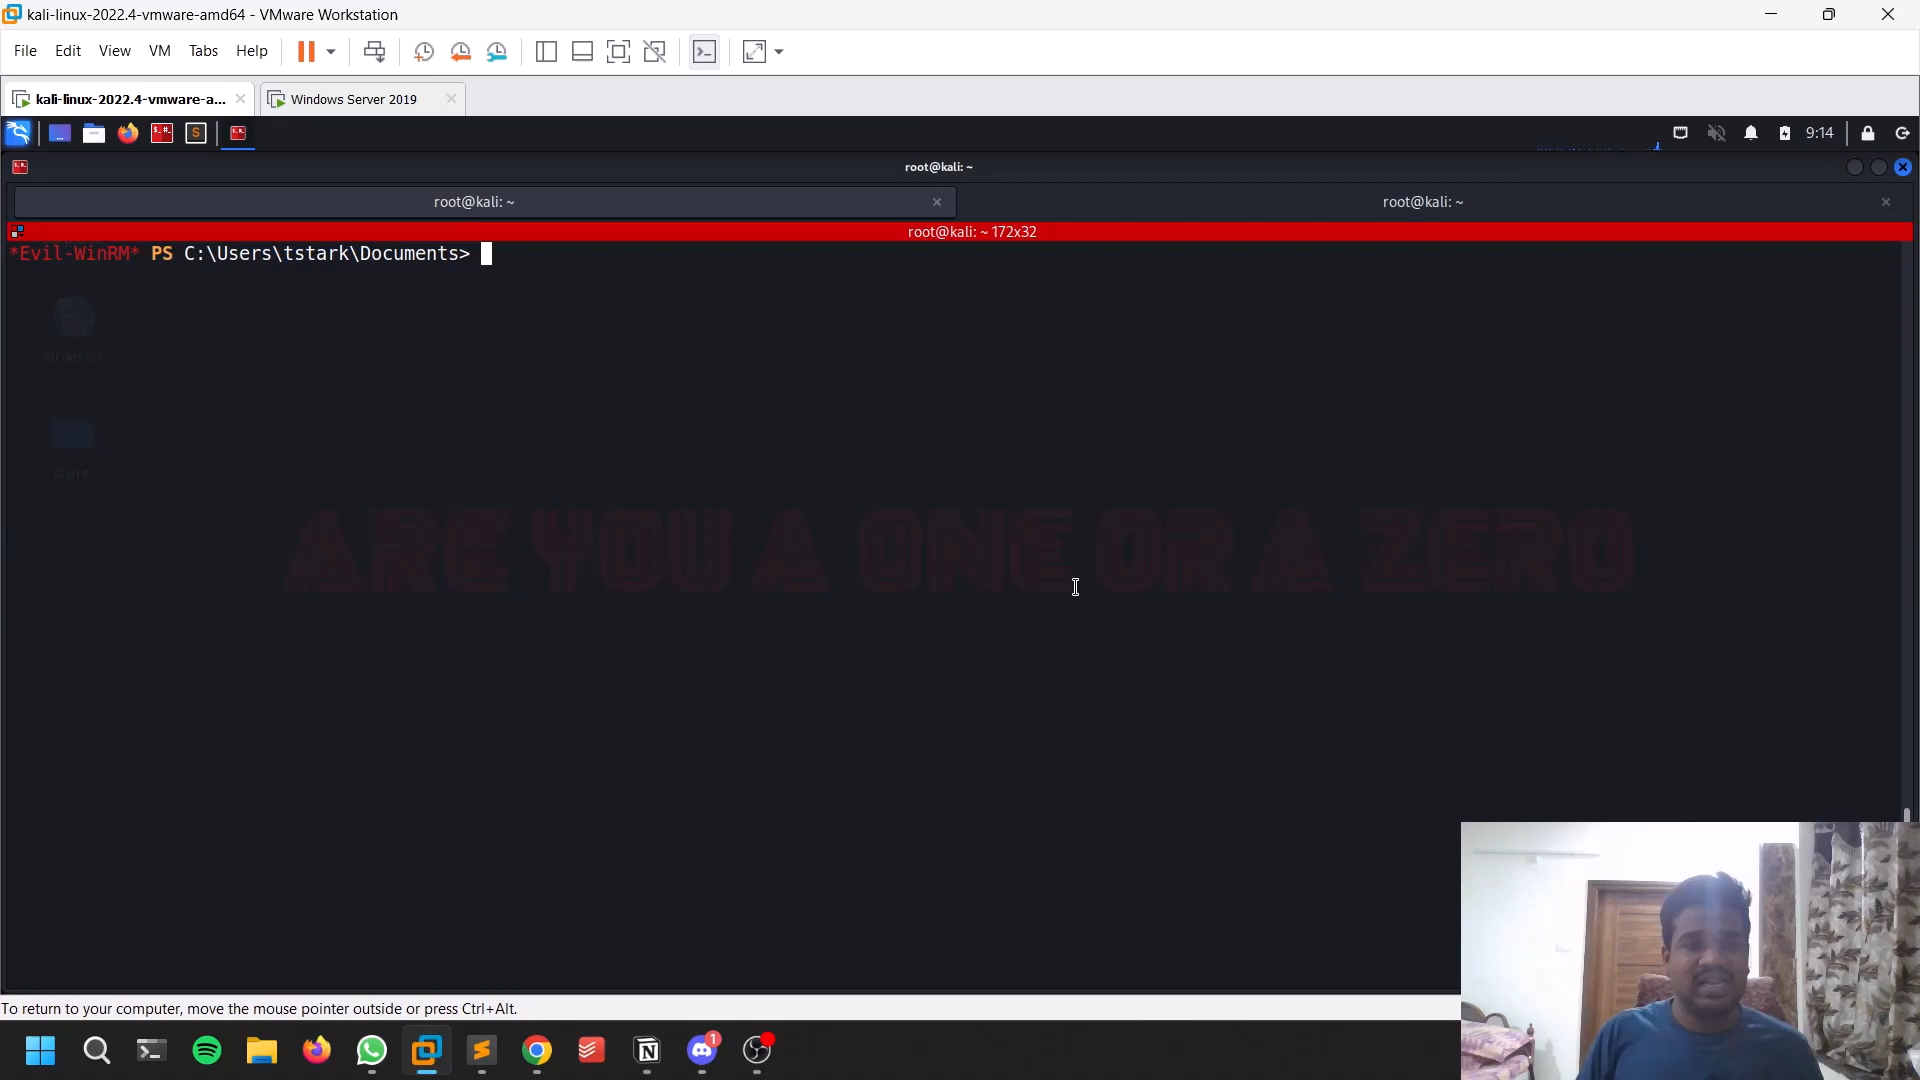 kali-linux-2022.4-vmware-amd64 - VMware Workstation
File Edit View VM Tabs Help
kali-linux-2022.4-vmware-a... Windows Server 2019
9:14
root@kali: ~
root@kali: ~ root@kali: ~
root@kali: ~ 172x32
*Evil-WinRM* PS C:\Users\tstark\Documents>
dirbuster
share
ARE YOU A ONE OR A ZERO
To return to your computer, move the mouse pointer outside or press Ctrl+Alt.
1